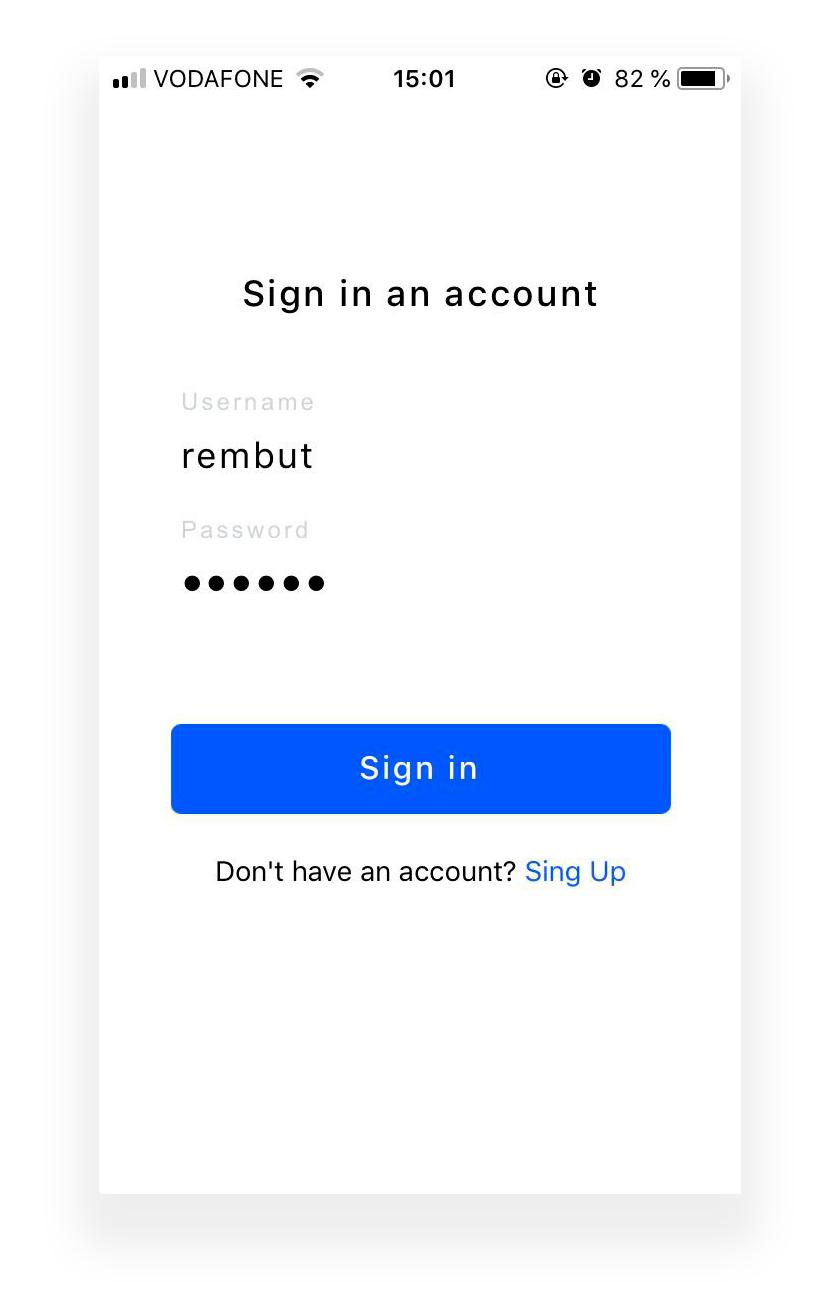 VODAFONE 15:01 82 %
Sign in an account
Username
rembut
Password
●●●●●●
Sign in
Don't have an account? Sing Up